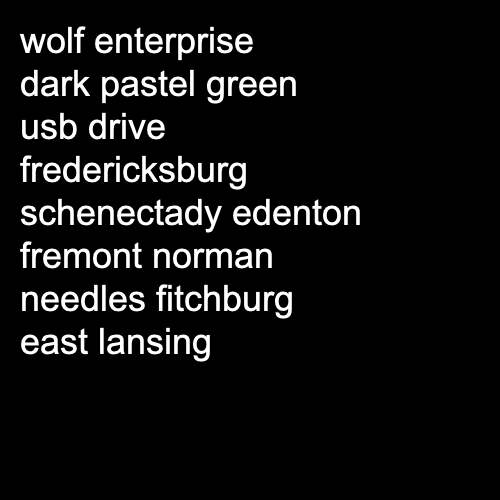 wolf enterprise
dark pastel green
usb drive
fredericksburg
schenectady edenton
fremont norman
needles fitchburg
east lansing